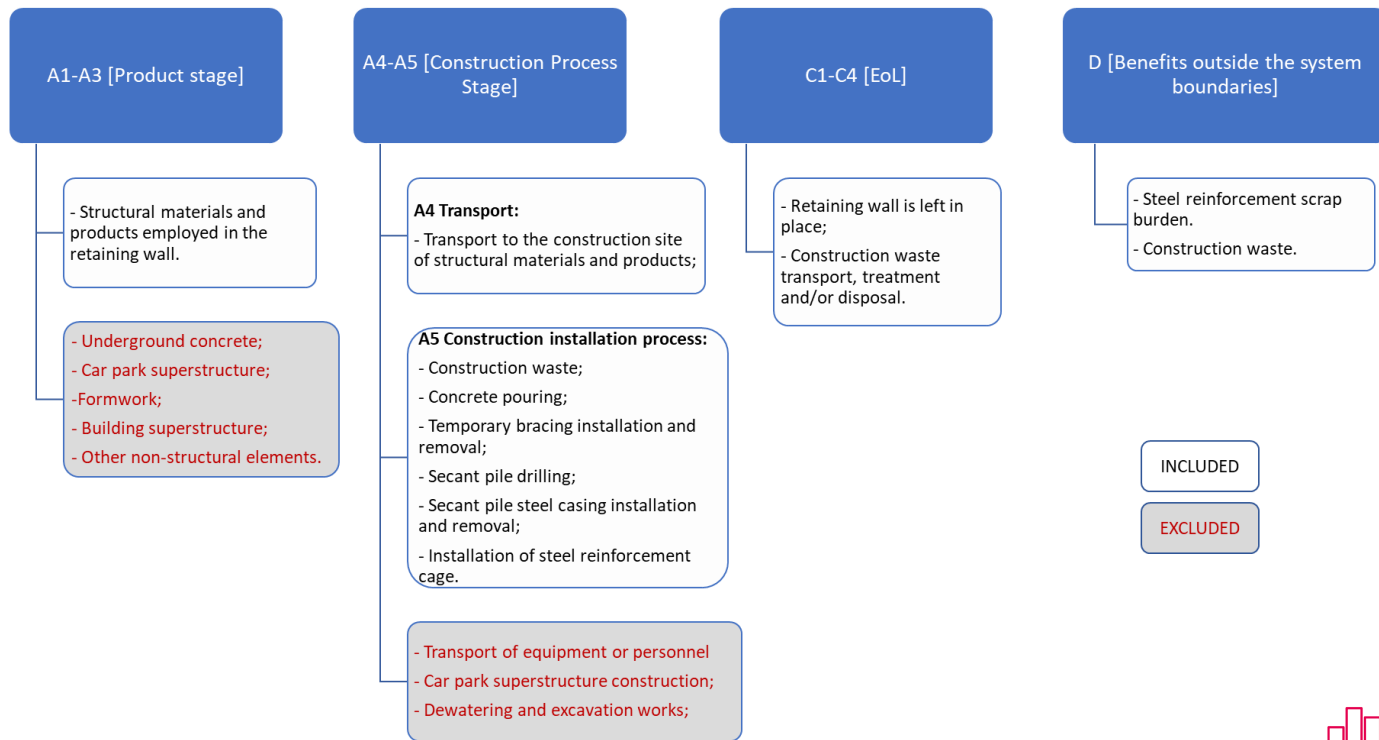 A1-A3 [Product stage]
- Structural materials and
products employed in the
retaining wall.
- Underground concrete;
- Car park superstructure;
-Formwork;
- Building superstructure;
- Other non-structural elements.
A4-A5 [Construction Process
Stage]
A4 Transport:
- Transport to the construction site
of structural materials and products;
A5 Construction installation process:
- Construction waste;
- Concrete pouring;
- Temporary bracing installation and
removal;
- Secant pile drilling;
- Secant pile steel casing installation
and removal;
- Installation of steel reinforcement
cage.
- Transport of equipment or personnel
- Car park superstructure construction;
- Dewatering and excavation works;
C1-C4 [EoL]
- Retaining wall is left in
place;
- Construction waste
transport, treatment
and/or disposal.
D [Benefits outside the system
boundaries]
- Steel reinforcement scrap
burden.
- Construction waste.
INCLUDED
EXCLUDED